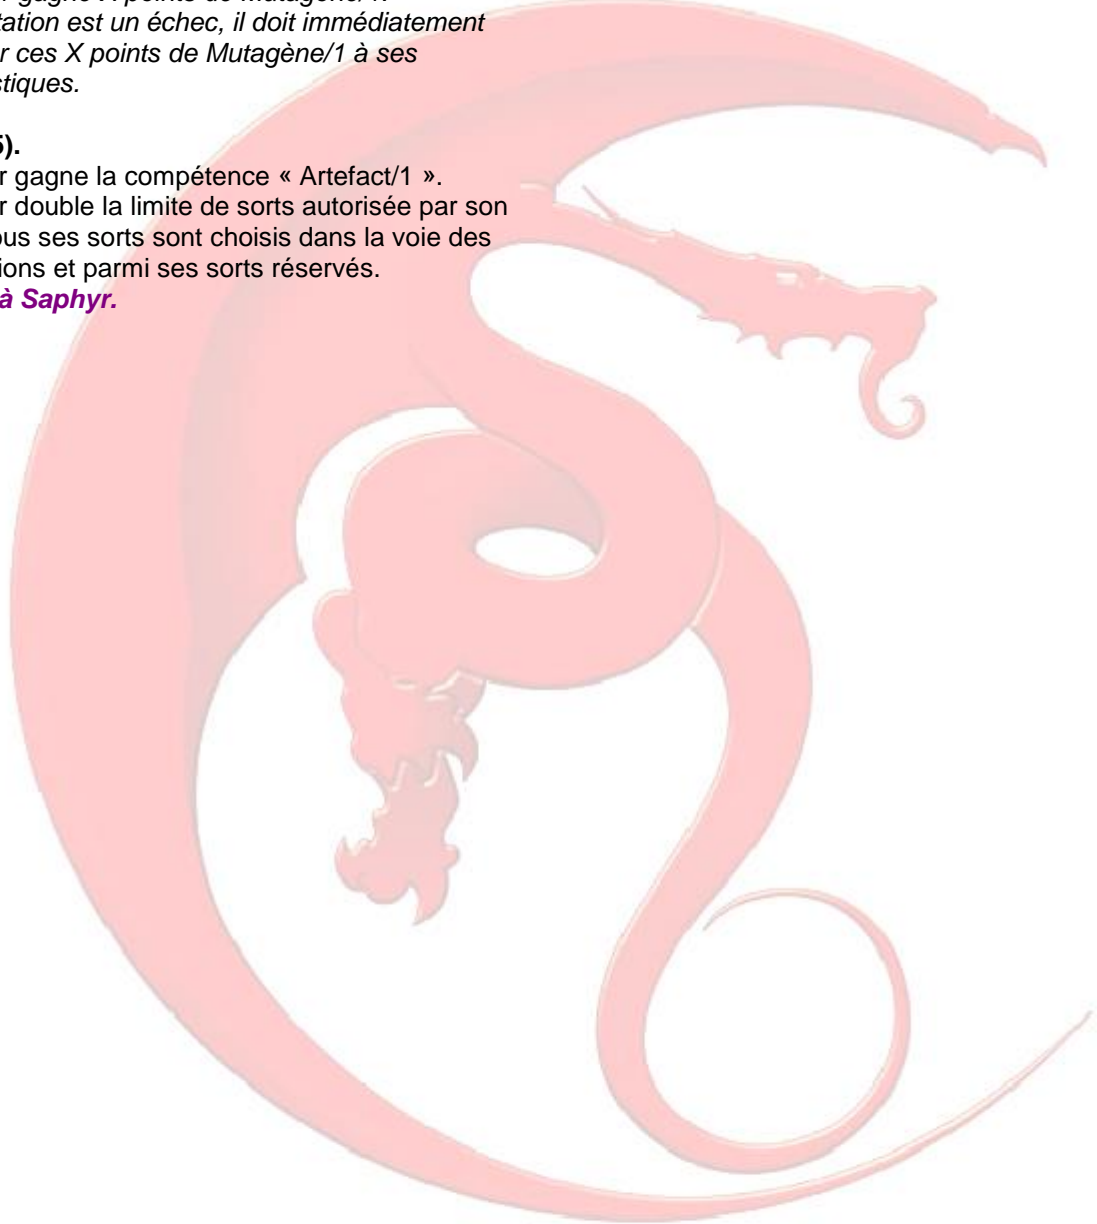 tation est un échec, il doit immédiatement
r ces X points de Mutagène/1 à ses
stiques.
5).
r gagne la compétence « Artefact/1 ».
r double la limite de sorts autorisée par son
ous ses sorts sont choisis dans la voie des
ions et parmi ses sorts réservés.
à Saphyr.